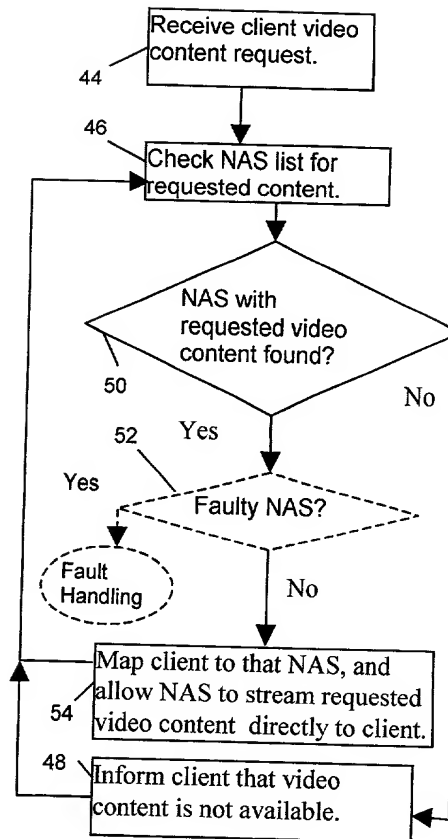 Receive client video
content request.
44
46
Check NAS list for
requested content.
NAS with
requested video
content found?
50
No
Yes
52
Yes
Faulty NAS?
Fault
Handling
No
Map client to that NAS, and
allow NAS to stream requested
video content directly to client.
54
48
Inform client that video
content is not available.